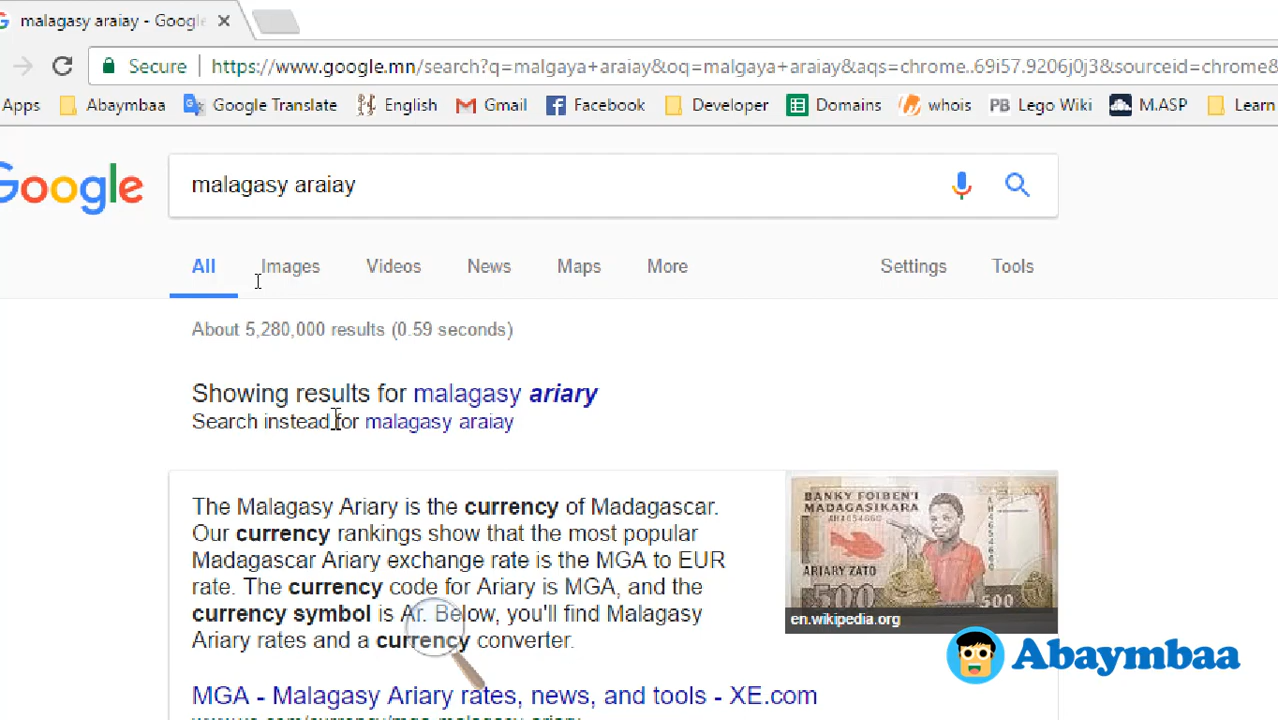 malagasy araiay - Googl
Secure https://www.google.mn/search?q=malgaya+araiay&oq=malgaya+araiay&aqs=chrome..69i57.9206j0j3&sourceid=chrome&
Apps Abaymbaa Google Translate English Gmail Facebook Developer Domains whois PB Lego Wiki M.ASP Learn
Google malagasy araiay
All Images Videos News Maps More Settings Tools
About 5,280,000 results (0.59 seconds)
Showing results for malagasy ariary
Search instead for malagasy araiay
The Malagasy Ariary is the currency of Madagascar.
Our currency rankings show that the most popular
Madagascar Ariary exchange rate is the MGA to EUR
rate. The currency code for Ariary is MGA, and the
currency symbol is Ar. Below, you'll find Malagasy
Ariary rates and a currency converter.
BANKY FOIBEN'I
MADAGASIKARA
ARIARY ZATO
500 500
en.wikipedia.org
Abaymbaa
MGA - Malagasy Ariary rates, news, and tools - XE.com